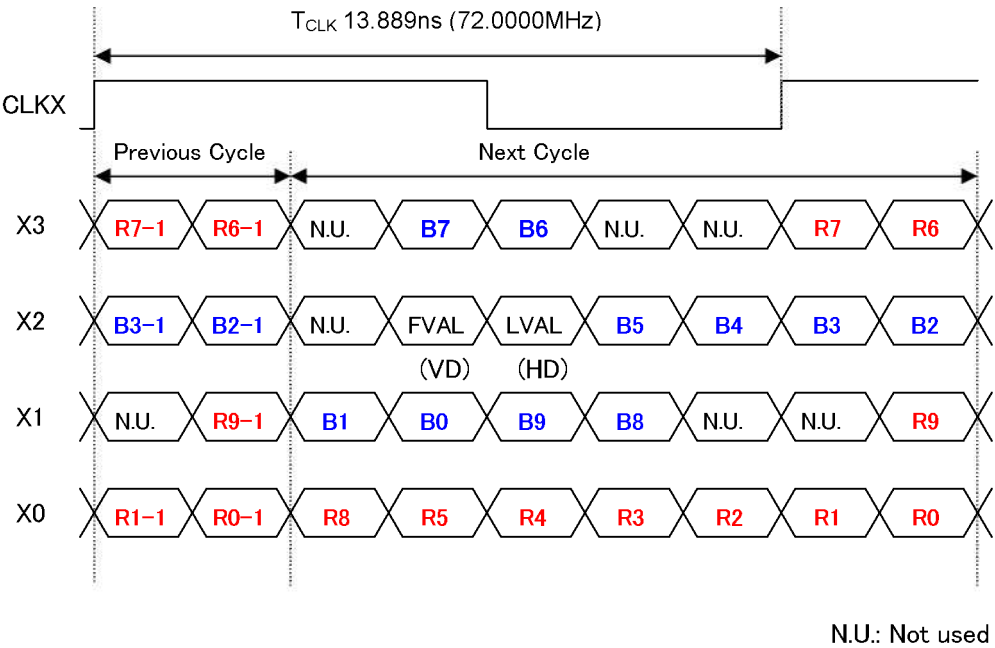 TCLK 13.889ns (72.0000MHz)
CLKX
Previous Cycle Next Cycle
X3 R7-1 R6-1 N.U. B7 B6 N.U. N.U. R7 R6
X2 B3-1 B2-1 N.U. FVAL LVAL B5 B4 B3 B2
(VD) (HD)
X1 N.U. R9-1 B1 B0 B9 B8 N.U. N.U. R9
X0 R1-1 R0-1 R8 R5 R4 R3 R2 R1 R0
N.U.: Not used